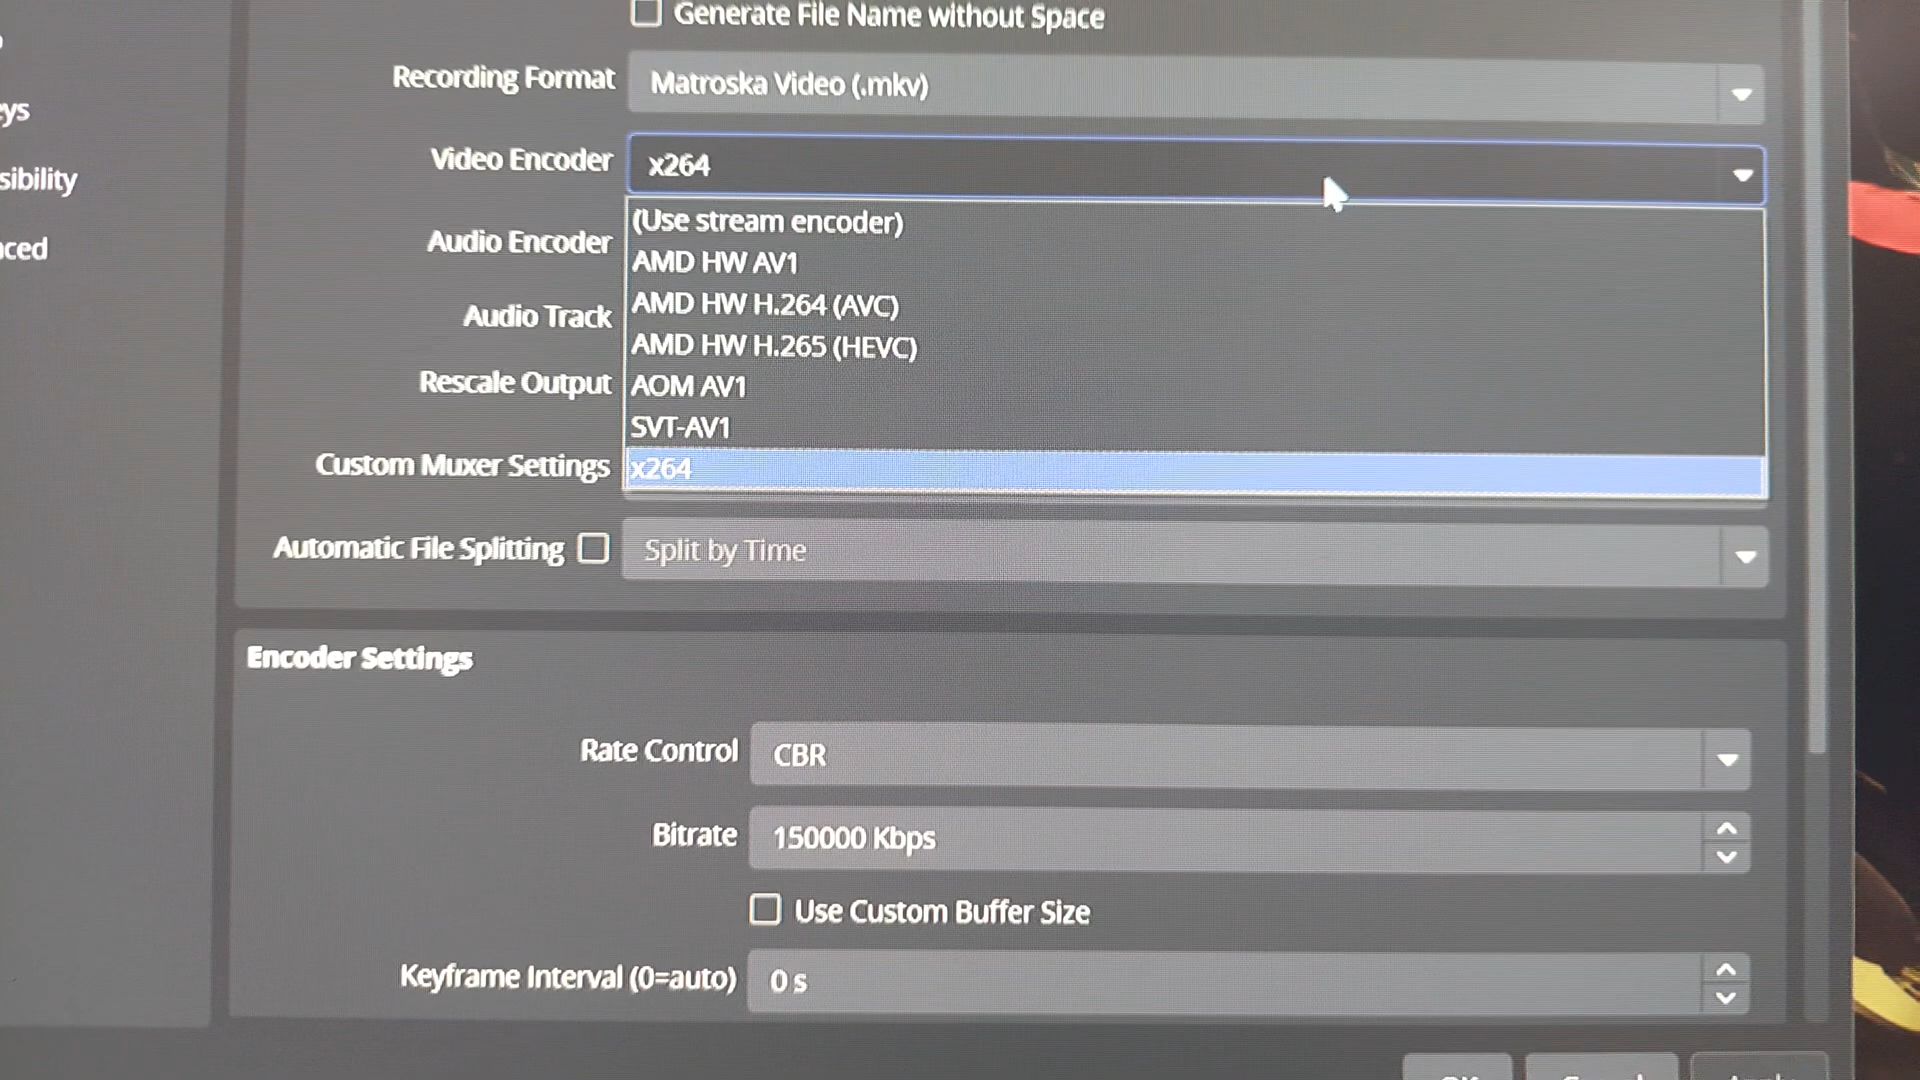 Generate File Name without Space
Recording Format
Matroska Video (.mkv)
eys
Video Encoder
x264
sibility
(Use stream encoder)
Audio Encoder
nced
AMD HW AV1
AMD HW H.264 (AVC)
Audio Track
AMD HW H.265 (HEVC)
Rescale Output
AOM AV1
SVT-AV1
Custom Muxer Settings
x264
Automatic File Splitting
Split by Time
Encoder Settings
Rate Control
CBR
Bitrate
150000 Kbps
Use Custom Buffer Size
Keyframe Interval (0=auto)
0 s